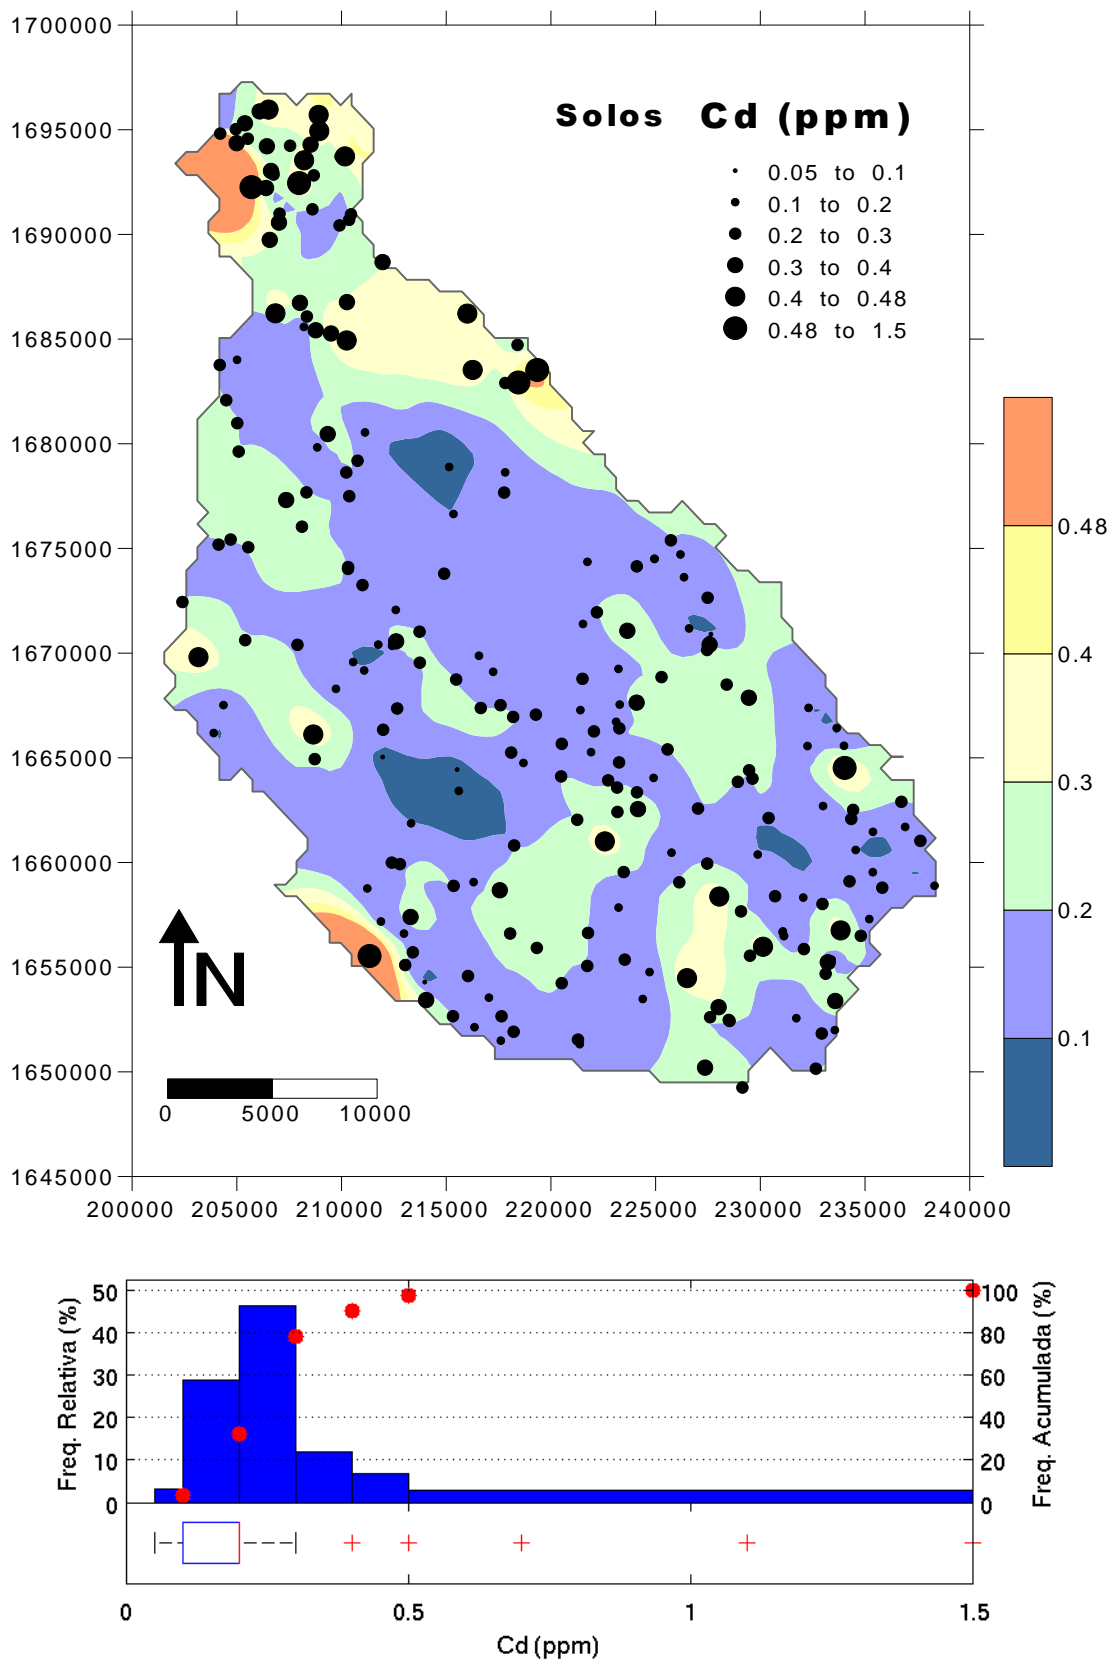 1700000
1695000
1690000
1685000
1680000
1675000
1670000
1665000
1660000
1655000
1650000
1645000
Solos Cd (ppm)
0.05 to 0.1
0.1 to 0.2
0.2 to 0.3
0.3 to 0.4
0.4 to 0.48
0.48 to 1.5
0.48
0.4
0.3
0.2
0.1
N
0 5000 10000
200000 205000 210000 215000 220000 225000 230000 235000 240000
Freq. Relativa (%)
50
40
30
20
10
0
100
80
60
40
20
0
Freq. Acumulada (%)
0 0.5 1 1.5
Cd (ppm)